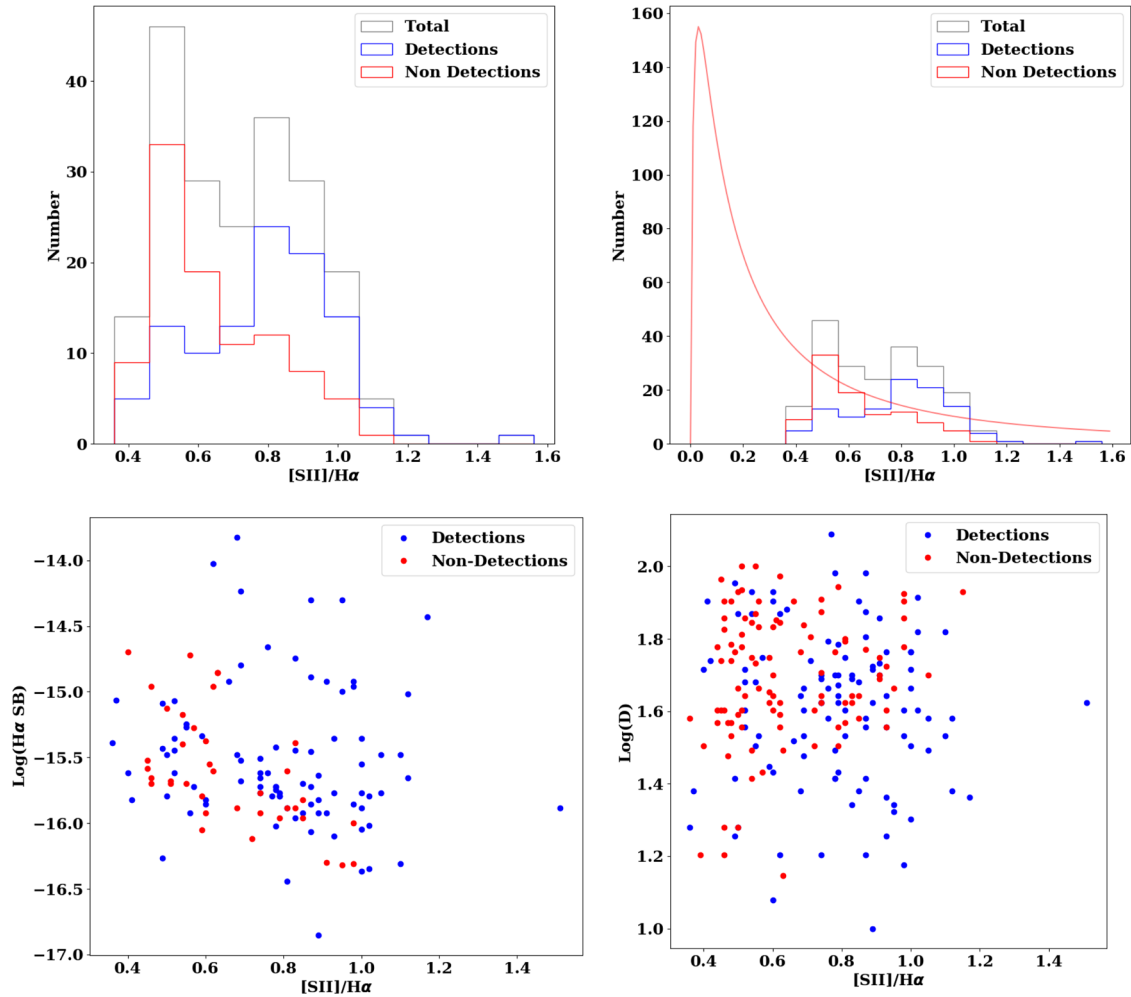 Total
Detections
Non Detections
Number
40
30
20
10
0
0.4 0.6 0.8 1.0 1.2 1.4 1.6
[SII]/Hα
Total
Detections
Non Detections
Number
160
140
120
100
80
60
40
20
0
0.0 0.2 0.4 0.6 0.8 1.0 1.2 1.4 1.6
[SII]/Hα
Detections
Non-Detections
Log(Hα SB)
−14.0
−14.5
−15.0
−15.5
−16.0
−16.5
−17.0
0.4 0.6 0.8 1.0 1.2 1.4
[SII]/Hα
Detections
Non-Detections
Log(D)
2.0
1.8
1.6
1.4
1.2
1.0
0.4 0.6 0.8 1.0 1.2 1.4
[SII]/Hα